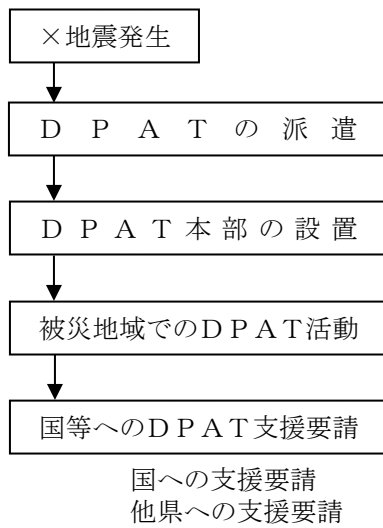 ×地震発生
DPATの派遣
DPAT本部の設置
被災地域でのDPAT活動
国等へのDPAT支援要請
国への支援要請
他県への支援要請